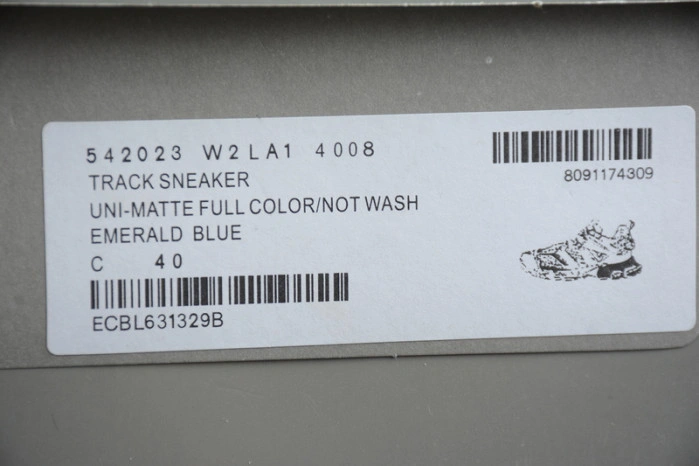 542023 W2LA1 4008
8091174309
TRACK SNEAKER
UNI-MATTE FULL COLOR/NOT WASH
EMERALD BLUE
C 40
ECBL631329B